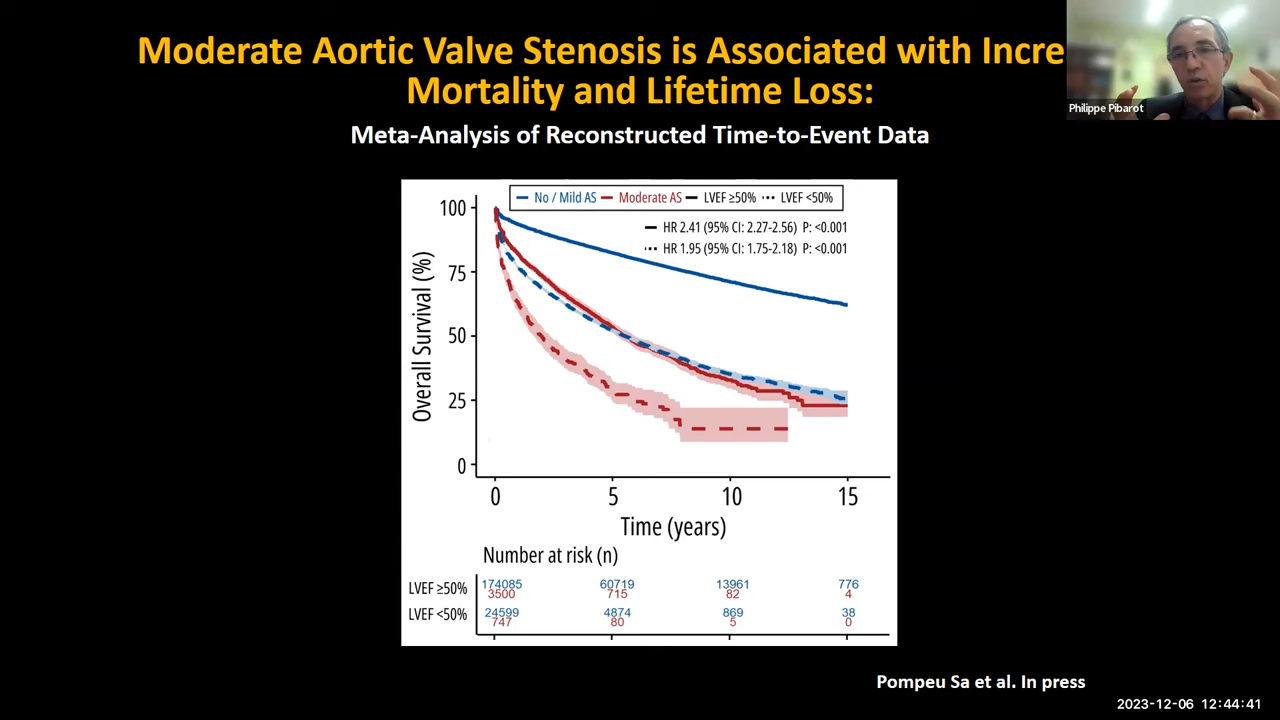 Moderate Aortic Valve Stenosis is Associated with Incre
Mortality and Lifetime Loss:
Philippe Pibarot
Meta-Analysis of Reconstructed Time-to-Event Data
No / Mild AS Moderate AS LVEF ≥50% LVEF <50%
HR 2.41 (95% CI: 2.27-2.56) P: <0.001
HR 1.95 (95% CI: 1.75-2.18) P: <0.001
Overall Survival (%)
100
75
50
25
0
0 5 10 15
Time (years)
Number at risk (n)
LVEF ≥50%
174085 60719 13961 776
3500 715 82 4
LVEF <50%
24599 4874 869 38
747 80 5 0
Pompeu Sa et al. In press
2023-12-06 12:44:41